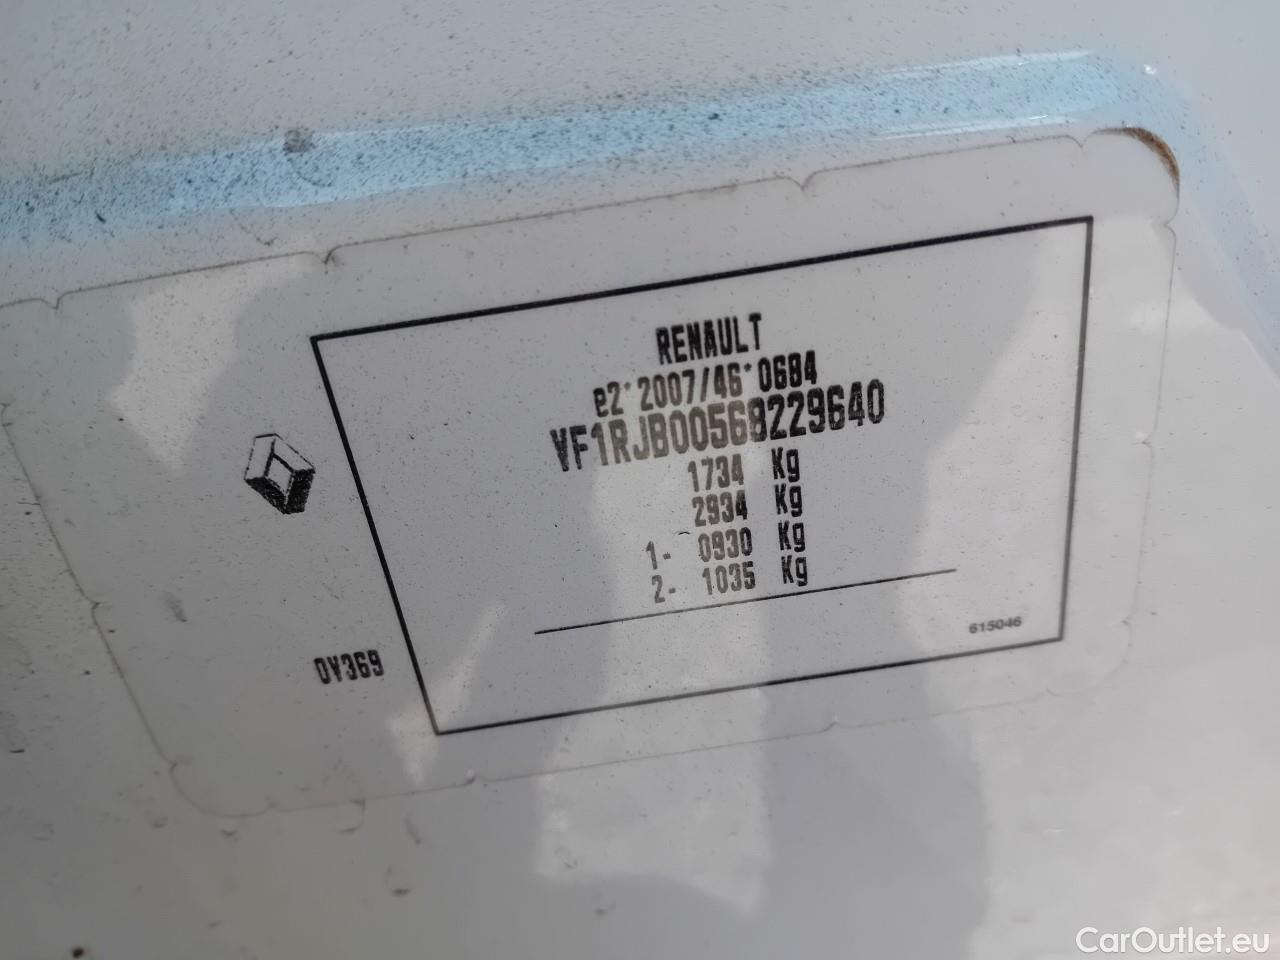 RENAULT
e2*2007/46*0684
VF1RJB00568229640
1734 Kg
2934 Kg
1- 0930 Kg
2- 1035 Kg
615046
0V369
CarOutlet.eu